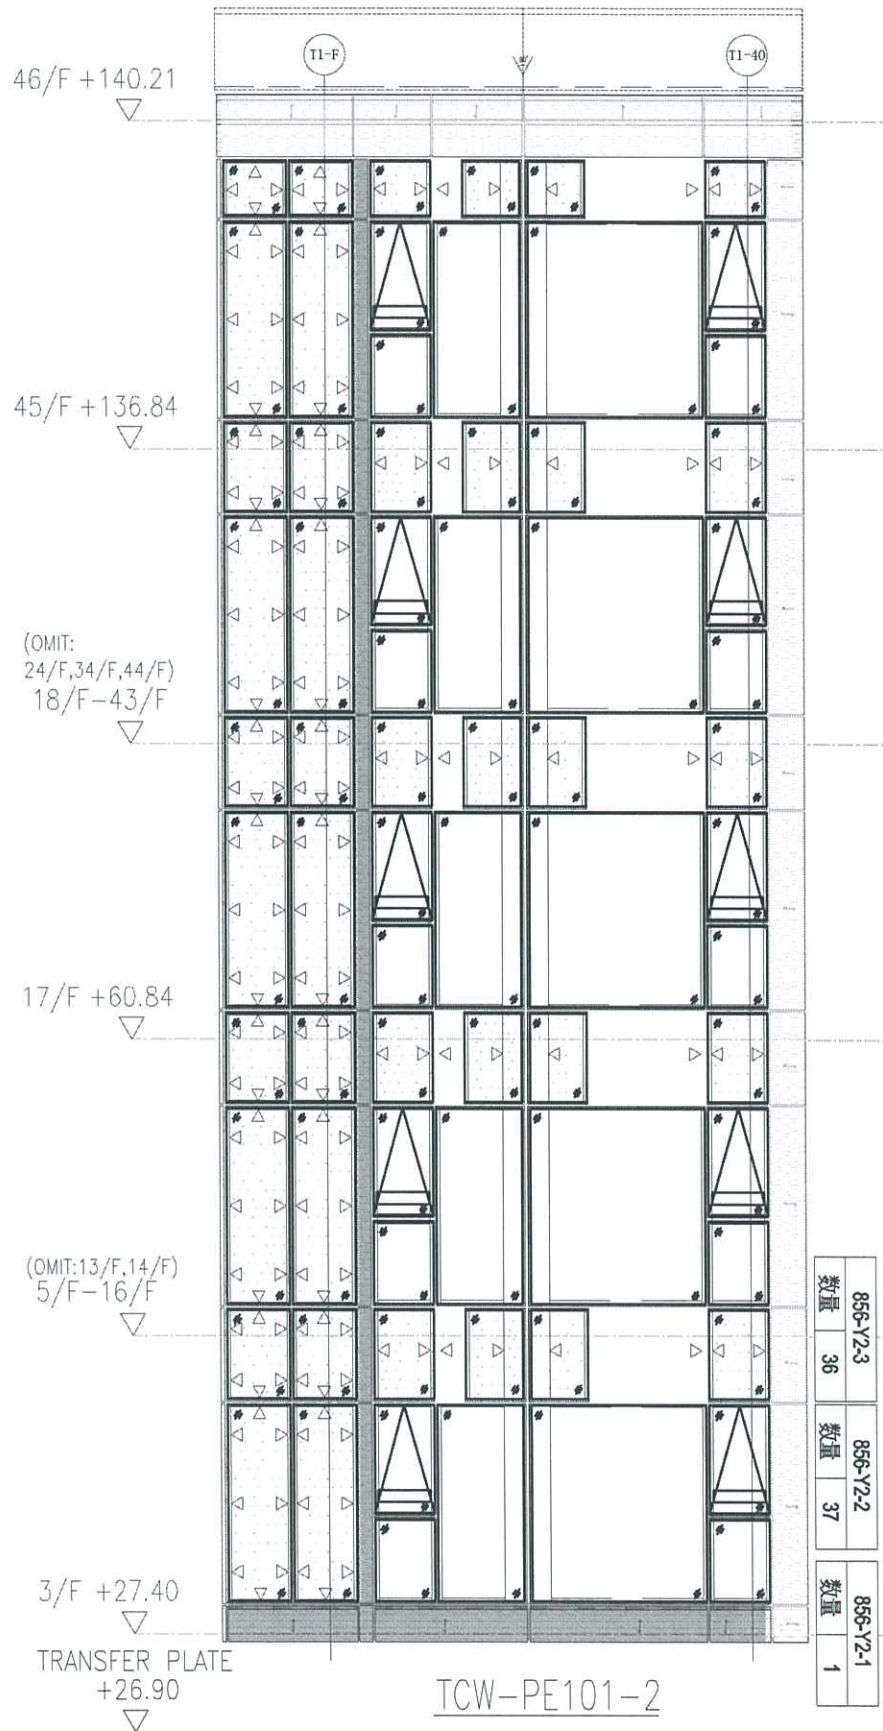 T1-F
T1-40
46/F +140.21
45/F +136.84
(OMIT:
24/F,34/F,44/F)
18/F-43/F
17/F +60.84
(OMIT:13/F,14/F)
5/F-16/F
3/F +27.40
TRANSFER PLATE
+26.90
TCW-PE101-2
856-Y2-3
数量 36
856-Y2-2
数量 37
856-Y2-1
数量 1